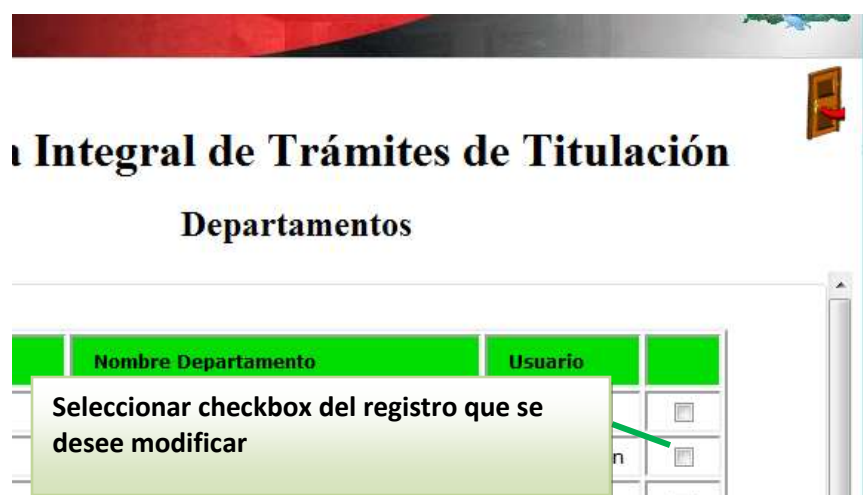 a Integral de Trámites de Titulación
Departamentos
Nombre Departamento Usuario
Seleccionar checkbox del registro que se
desee modificar
n